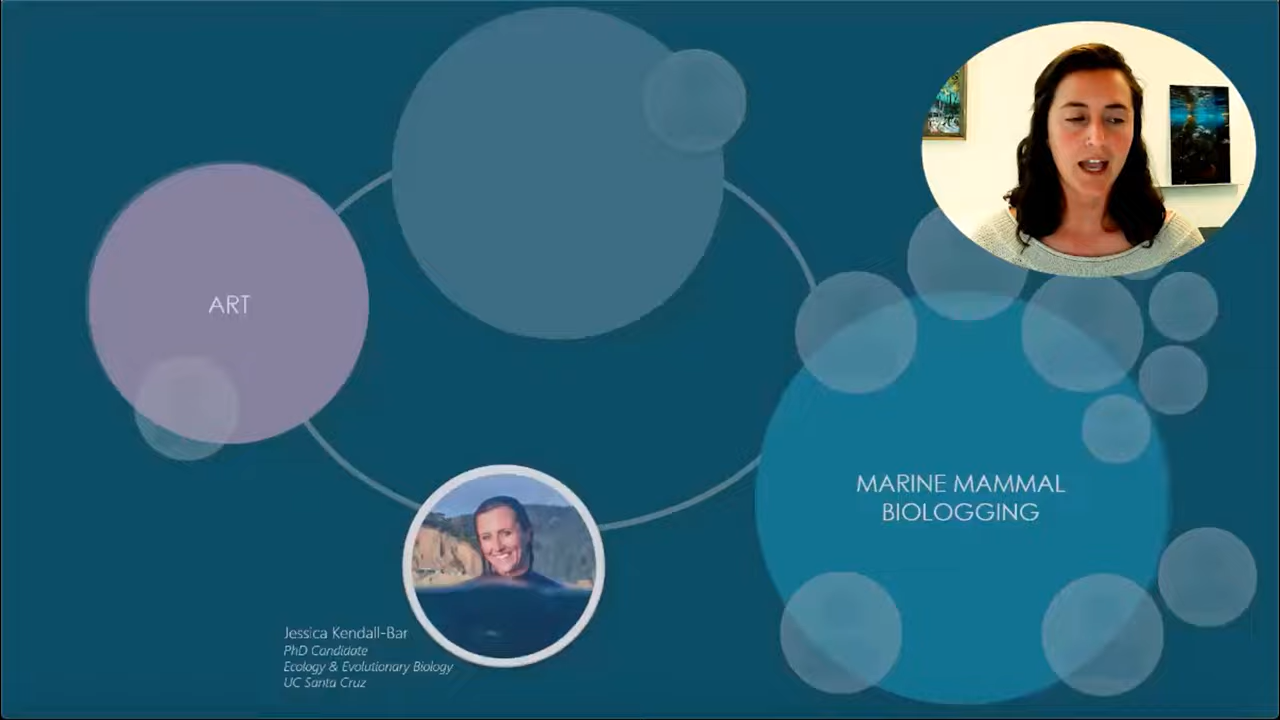 ART
MARINE MAMMAL
BIOLOGGING
Jessica Kendall-Bar
PhD Candidate
Ecology & Evolutionary Biology
UC Santa Cruz